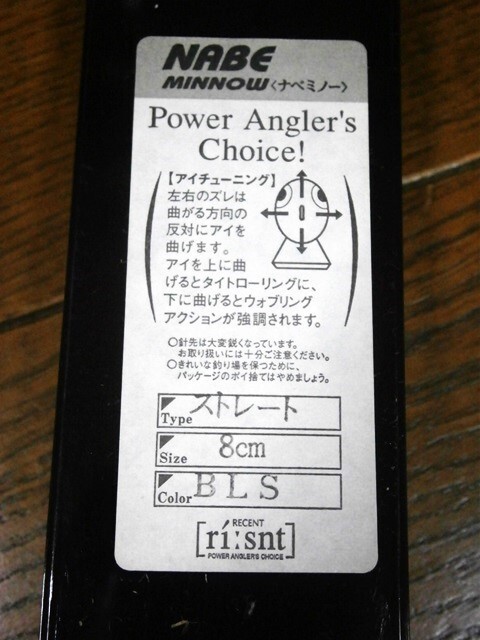 NABE
MINNOW〈ナベミノー〉
Power Angler's
Choice!
【アイチューニング】
左右のズレは
曲がる方向の
反対にアイを
曲げます。
アイを上に曲
げるとタイトローリングに、
下に曲げるとウォブリング
アクションが強調されます。
○針先は大変鋭くなっています。
お取り扱いには十分ご注意ください。
○きれいな釣り場を保つために、
パッケージのポイ捨てはやめましょう。
Type ストレート
Size 8cm
Color BLS
RECENT
[rí:snt]
POWER ANGLER'S CHOICE